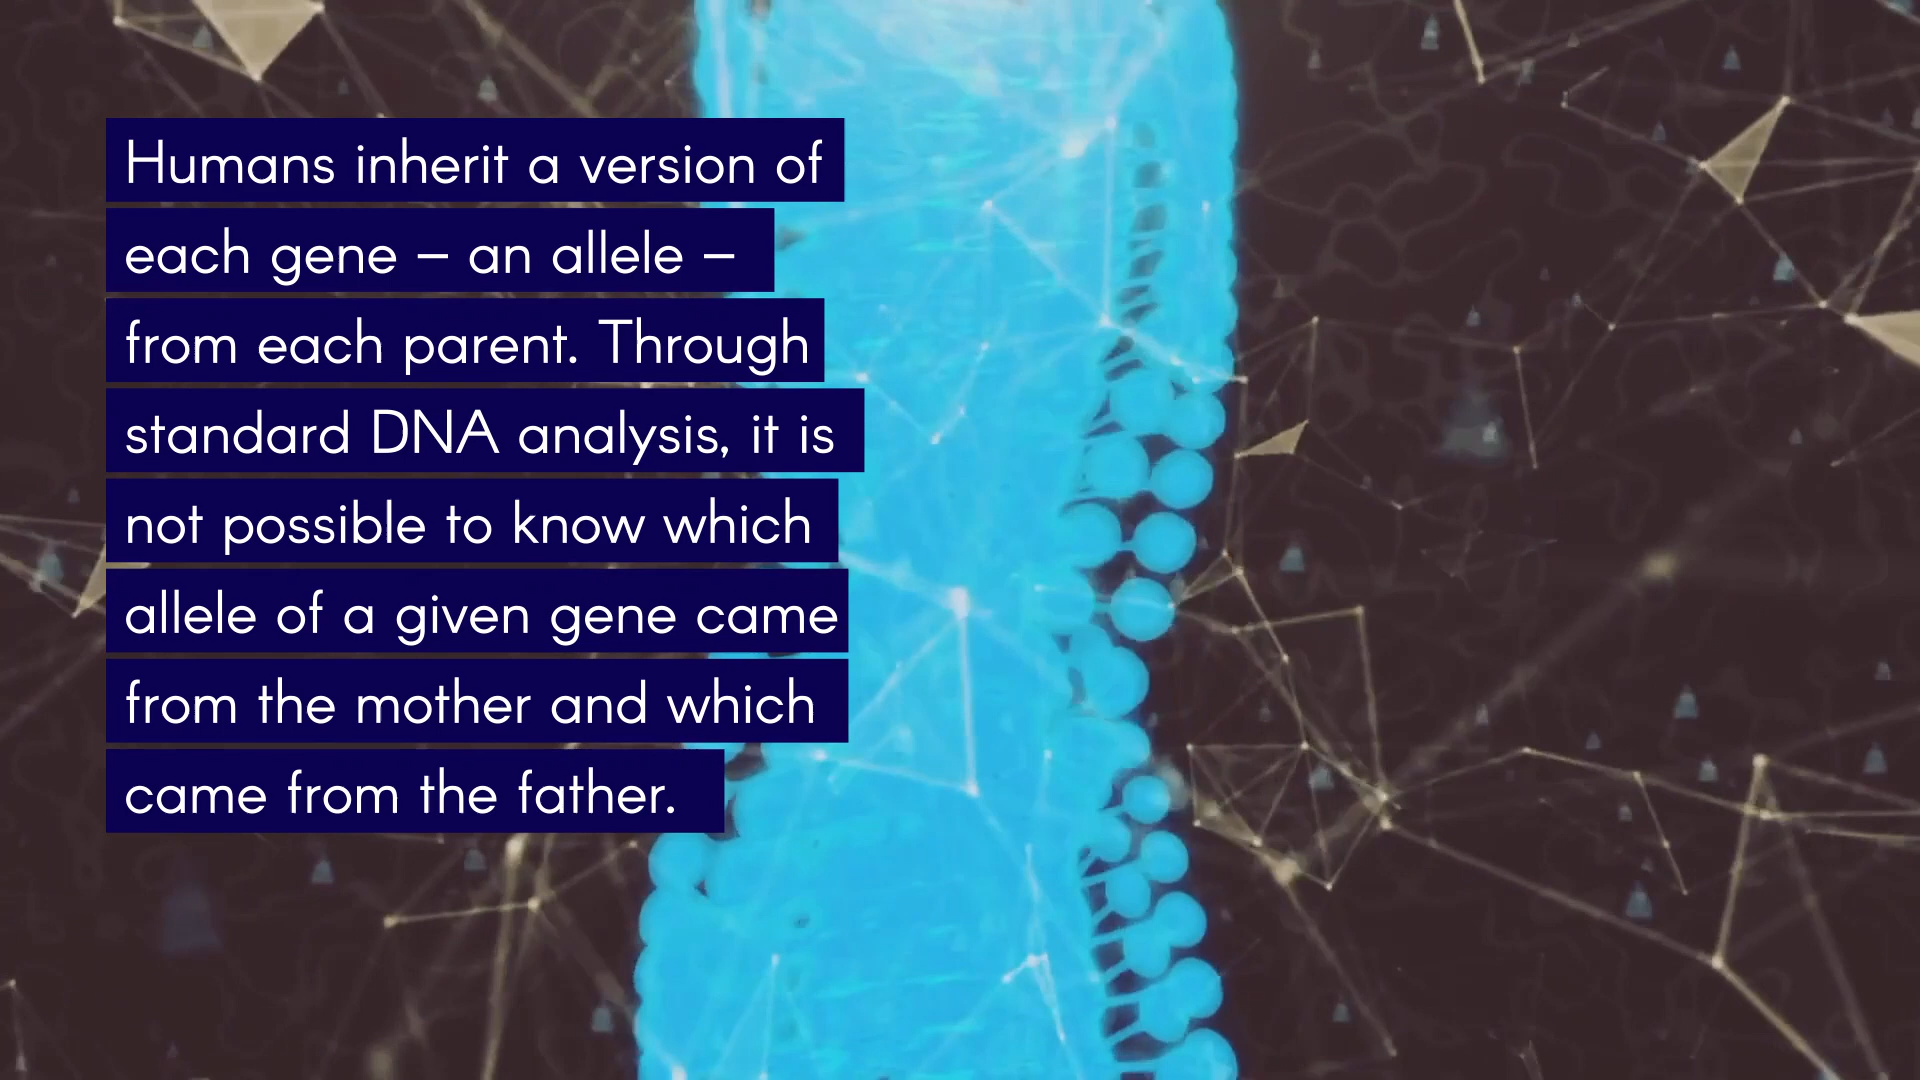 Humans inherit a version of
each gene – an allele –
from each parent. Through
standard DNA analysis, it is
not possible to know which
allele of a given gene came
from the mother and which
came from the father.